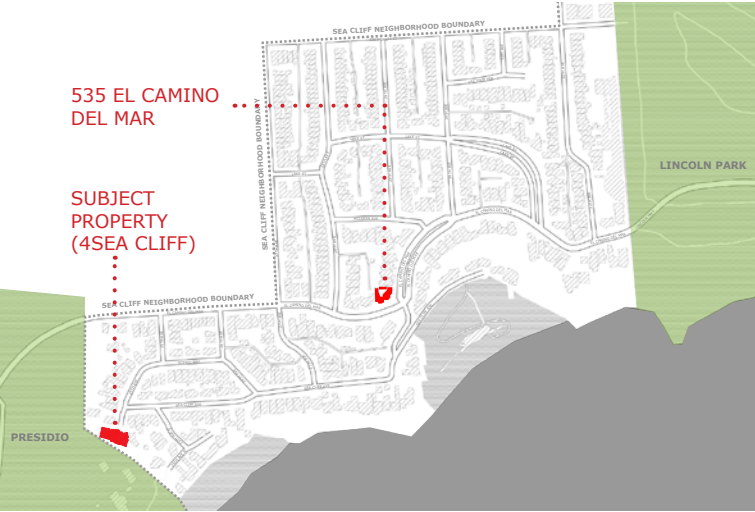 SEA CLIFF NEIGHBORHOOD BOUNDARY
535 EL CAMINO
DEL MAR
SEA CLIFF NEIGHBORHOOD BOUNDARY
LINCOLN PARK
SUBJECT
PROPERTY
(4SEA CLIFF)
SEA CLIFF NEIGHBORHOOD BOUNDARY
PRESIDIO